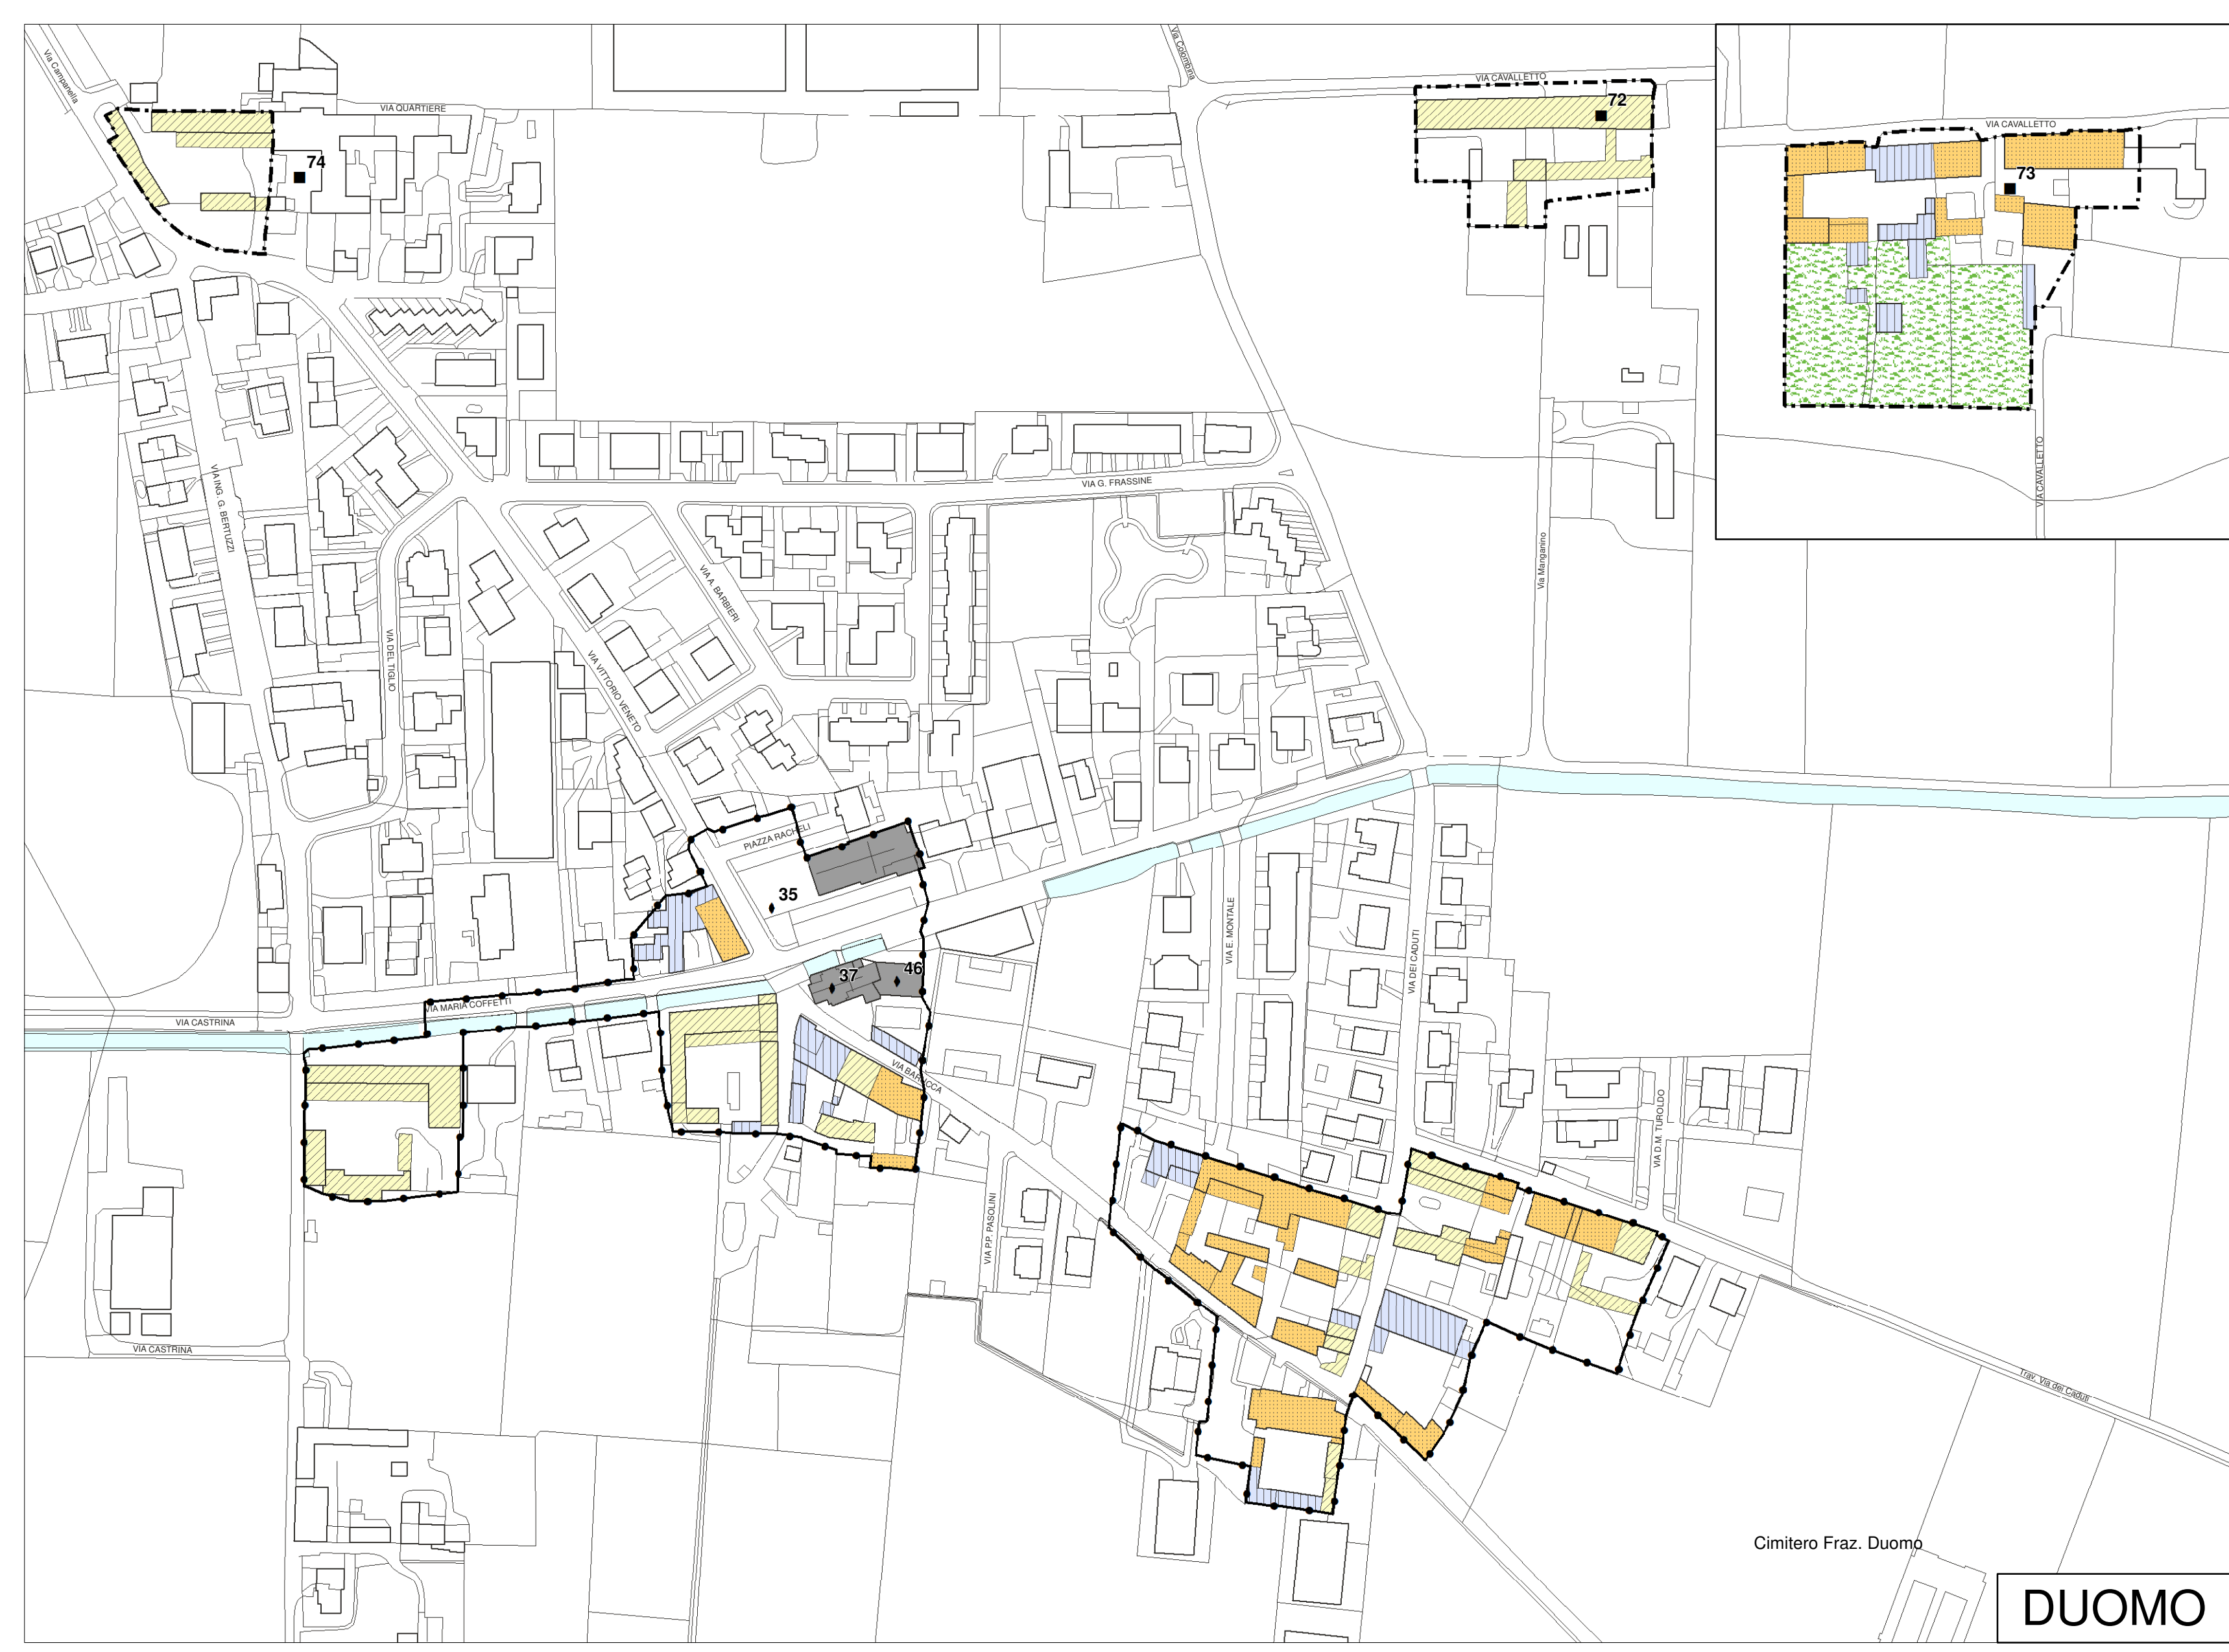 Via Campanella
VIA QUARTIERE
74
Via Colombina
VIA CAVALLETTO
72
VIA CAVALLETTO
73
VIA CAVALLETTO
VIA ING. G. BERTUZZI
VIA G. FRASSINE
Via Manganino
VIA A. BARBIERI
VIA DEL TIGLIO
VIA VITTORIO VENETO
PIAZZA RACHELI
35
37
46
VIA E. MONTALE
VIA DEI CADUTI
VIA MARIA COFFETTI
VIA CASTRINA
VIA BARUCCA
VIA D.M. TUROLDO
VIA P.P. PASOLINI
VIA CASTRINA
Trav. Via dei Caduti
Cimitero Fraz. Duomo
DUOMO